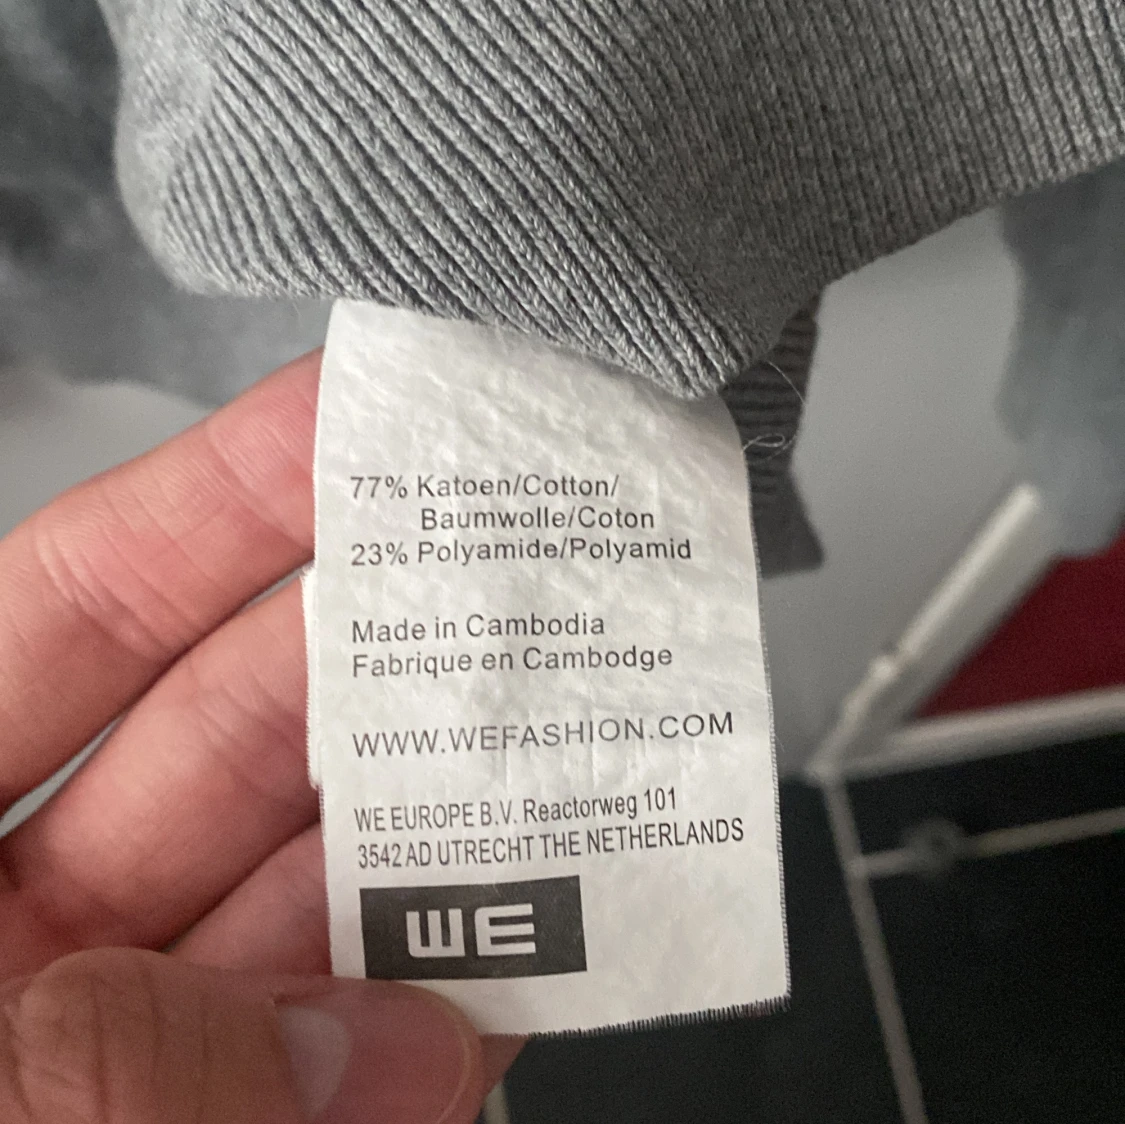 77% Katoen/Cotton/
Baumwolle/Coton
23% Polyamide/Polyamid
Made in Cambodia
Fabrique en Cambodge
WWW.WEFASHION.COM
WE EUROPE B.V. Reactorweg 101
3542 AD UTRECHT THE NETHERLANDS
WE